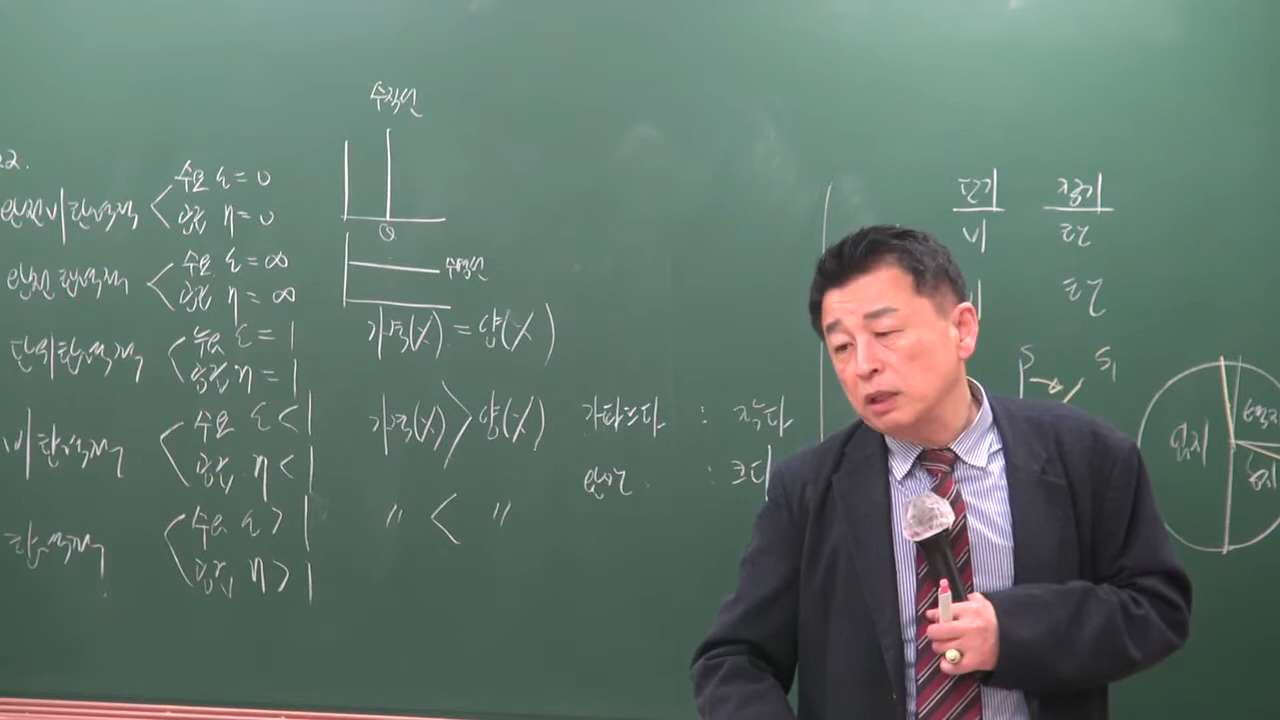 22.
완전비탄력적
수요 ε = 0
공급 η = 0
수직선
Q
완전탄력적
수요 ε = ∞
공급 η = ∞
수평선
단위탄력적
수요 ε = 1
공급 η = 1
가격(%) = 양(%)
비탄력적
수요 ε < 1
공급 η < 1
가격(%) > 양(%)
가파르다 : 작다
완만 : 크다
탄력적
수요 ε > 1
공급 η > 1
〃 < 〃
단기 장기
비
S S₁
임지